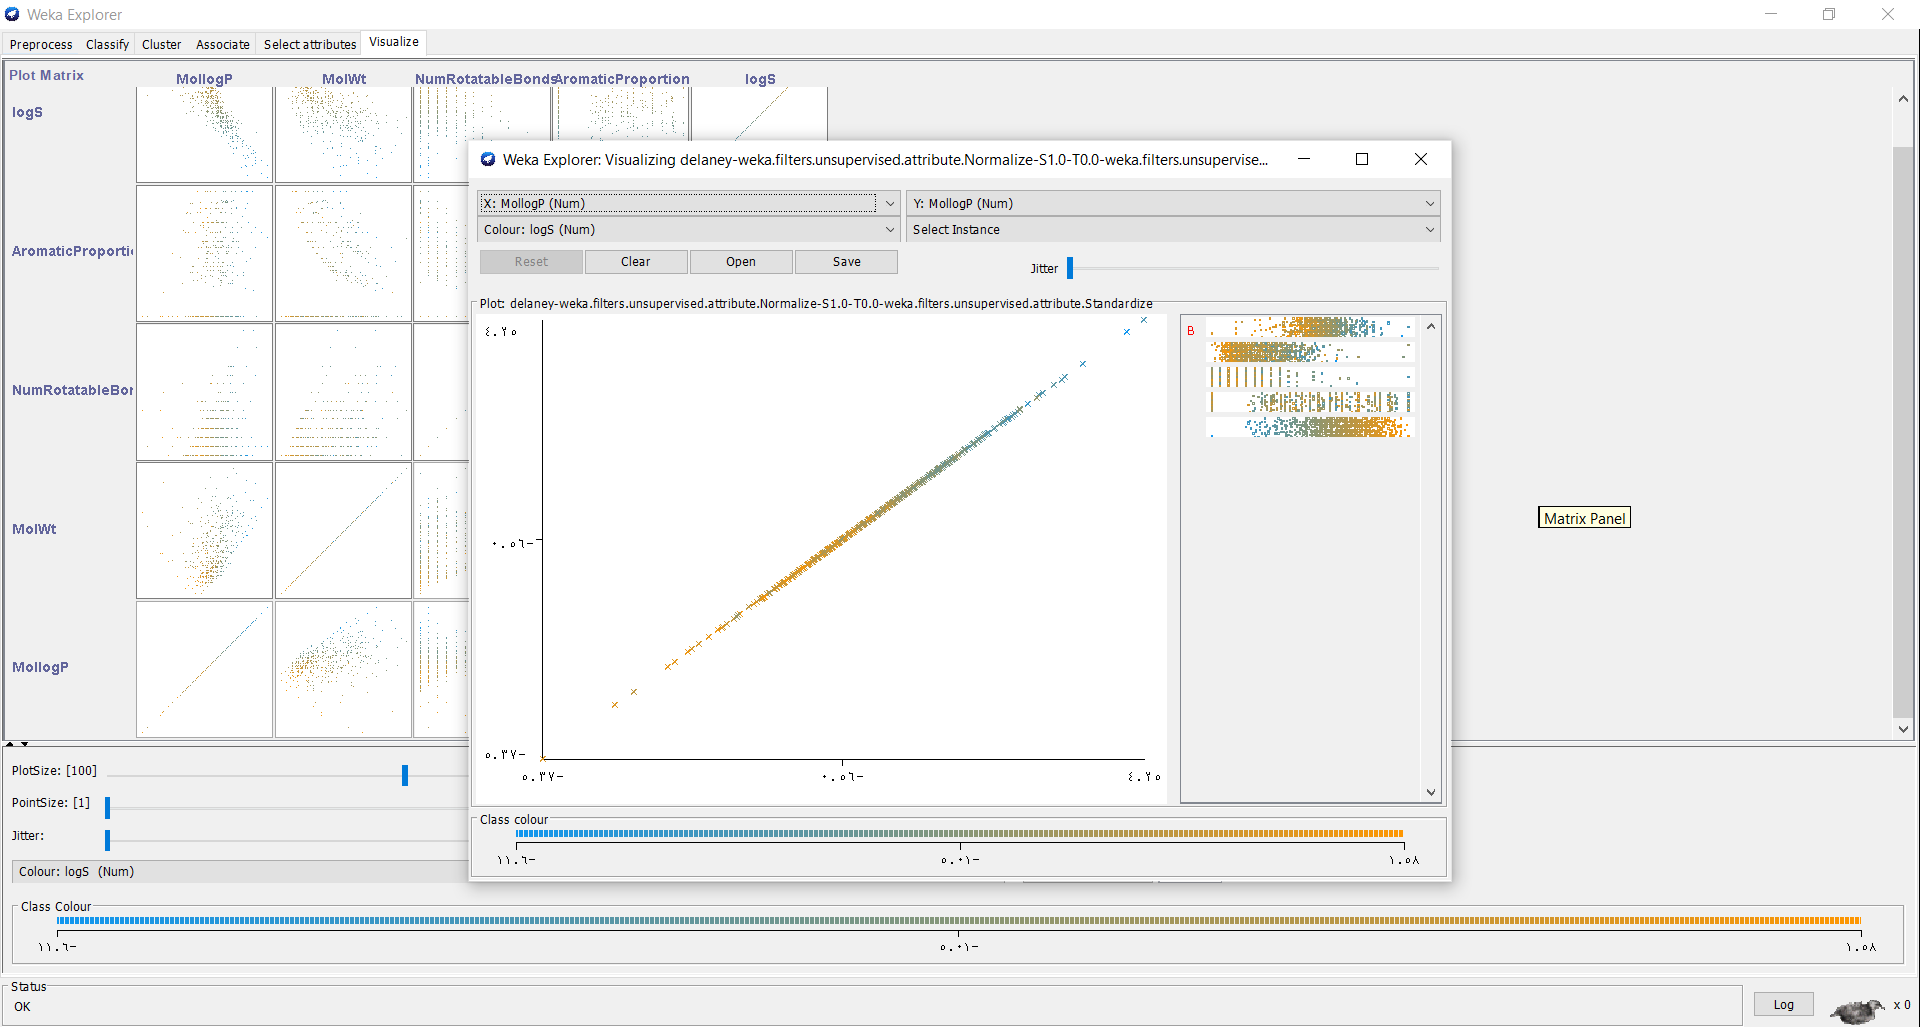 Weka Explorer
Preprocess Classify Cluster Associate Select attributes Visualize
Plot Matrix MollogP MolWt NumRotatableBonds AromaticProportion logS
logS
AromaticProporti
NumRotatableBor
MolWt
MollogP
Weka Explorer: Visualizing delaney-weka.filters.unsupervised.attribute.Normalize-S1.0-T0.0-weka.filters.unsupervise...
X: MollogP (Num) Y: MollogP (Num)
Colour: logS (Num) Select Instance
Reset Clear Open Save Jitter
Plot: delaney-weka.filters.unsupervised.attribute.Normalize-S1.0-T0.0-weka.filters.unsupervised.attribute.Standardize
٤.٢٥
B
٠.٥٦-
٥.٣٧-
٥.٣٧- ٠.٥٦- ٤.٢٥
Class colour
١١.٦- ٥.٠١- ١.٥٨
Matrix Panel
PlotSize: [100]
PointSize: [1]
Jitter:
Colour: logS (Num)
Class Colour
١١.٦- ٥.٠١- ١.٥٨
Status
OK
Log x 0